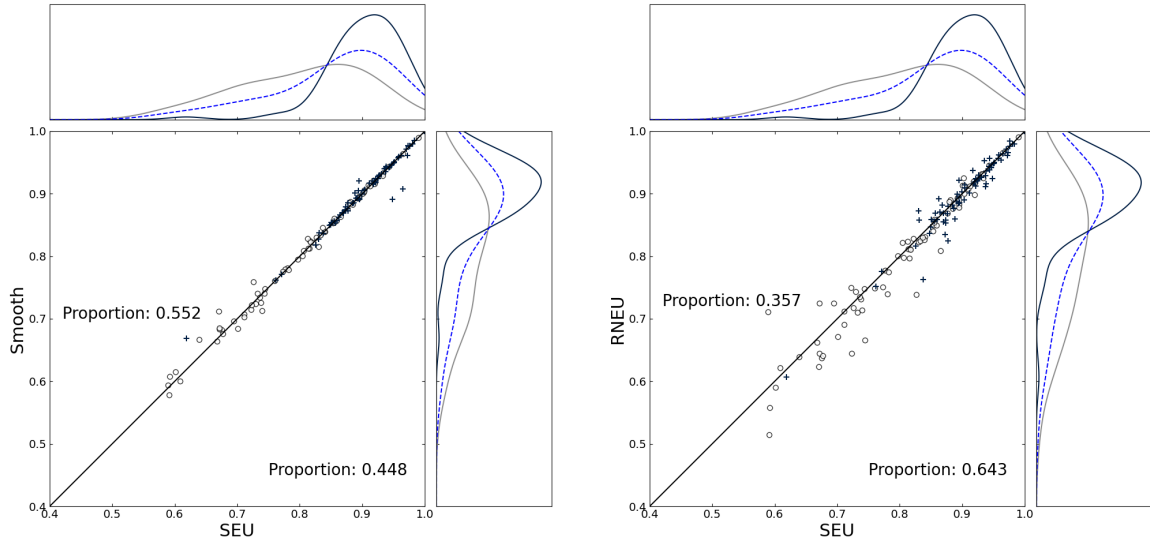 1.0
0.9
0.8
0.7
0.6
0.5
0.4
Smooth
Proportion: 0.552
Proportion: 0.448
0.4 0.5 0.6 0.7 0.8 0.9 1.0
SEU
1.0
0.9
0.8
0.7
0.6
0.5
0.4
RNEU
Proportion: 0.357
Proportion: 0.643
0.4 0.5 0.6 0.7 0.8 0.9 1.0
SEU